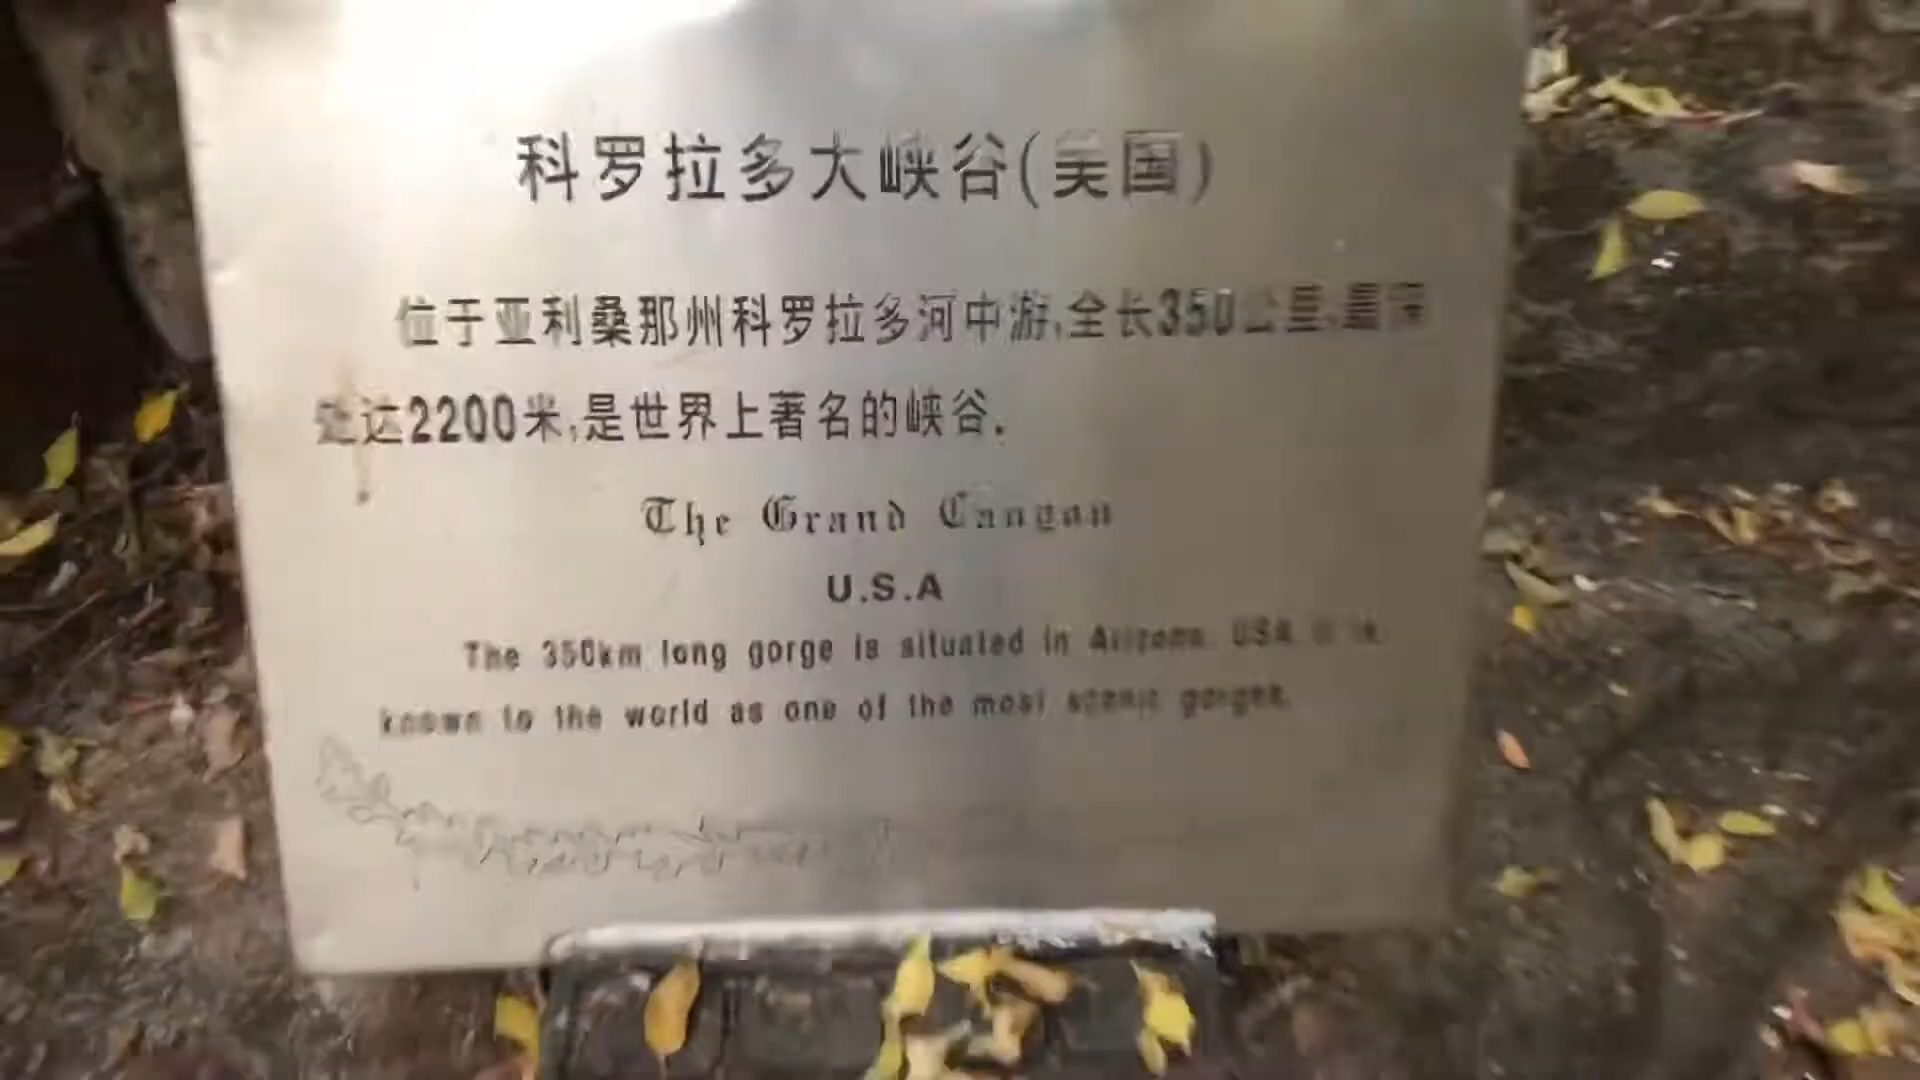 科罗拉多大峡谷(美国)
位于亚利桑那州科罗拉多河中游,全长350公里,最深
处达2200米,是世界上著名的峡谷.
The Grand Canyon
U.S.A
The 350km long gorge is situated in Arizona. USA It is
known to the world as one of the most scenic gorges.